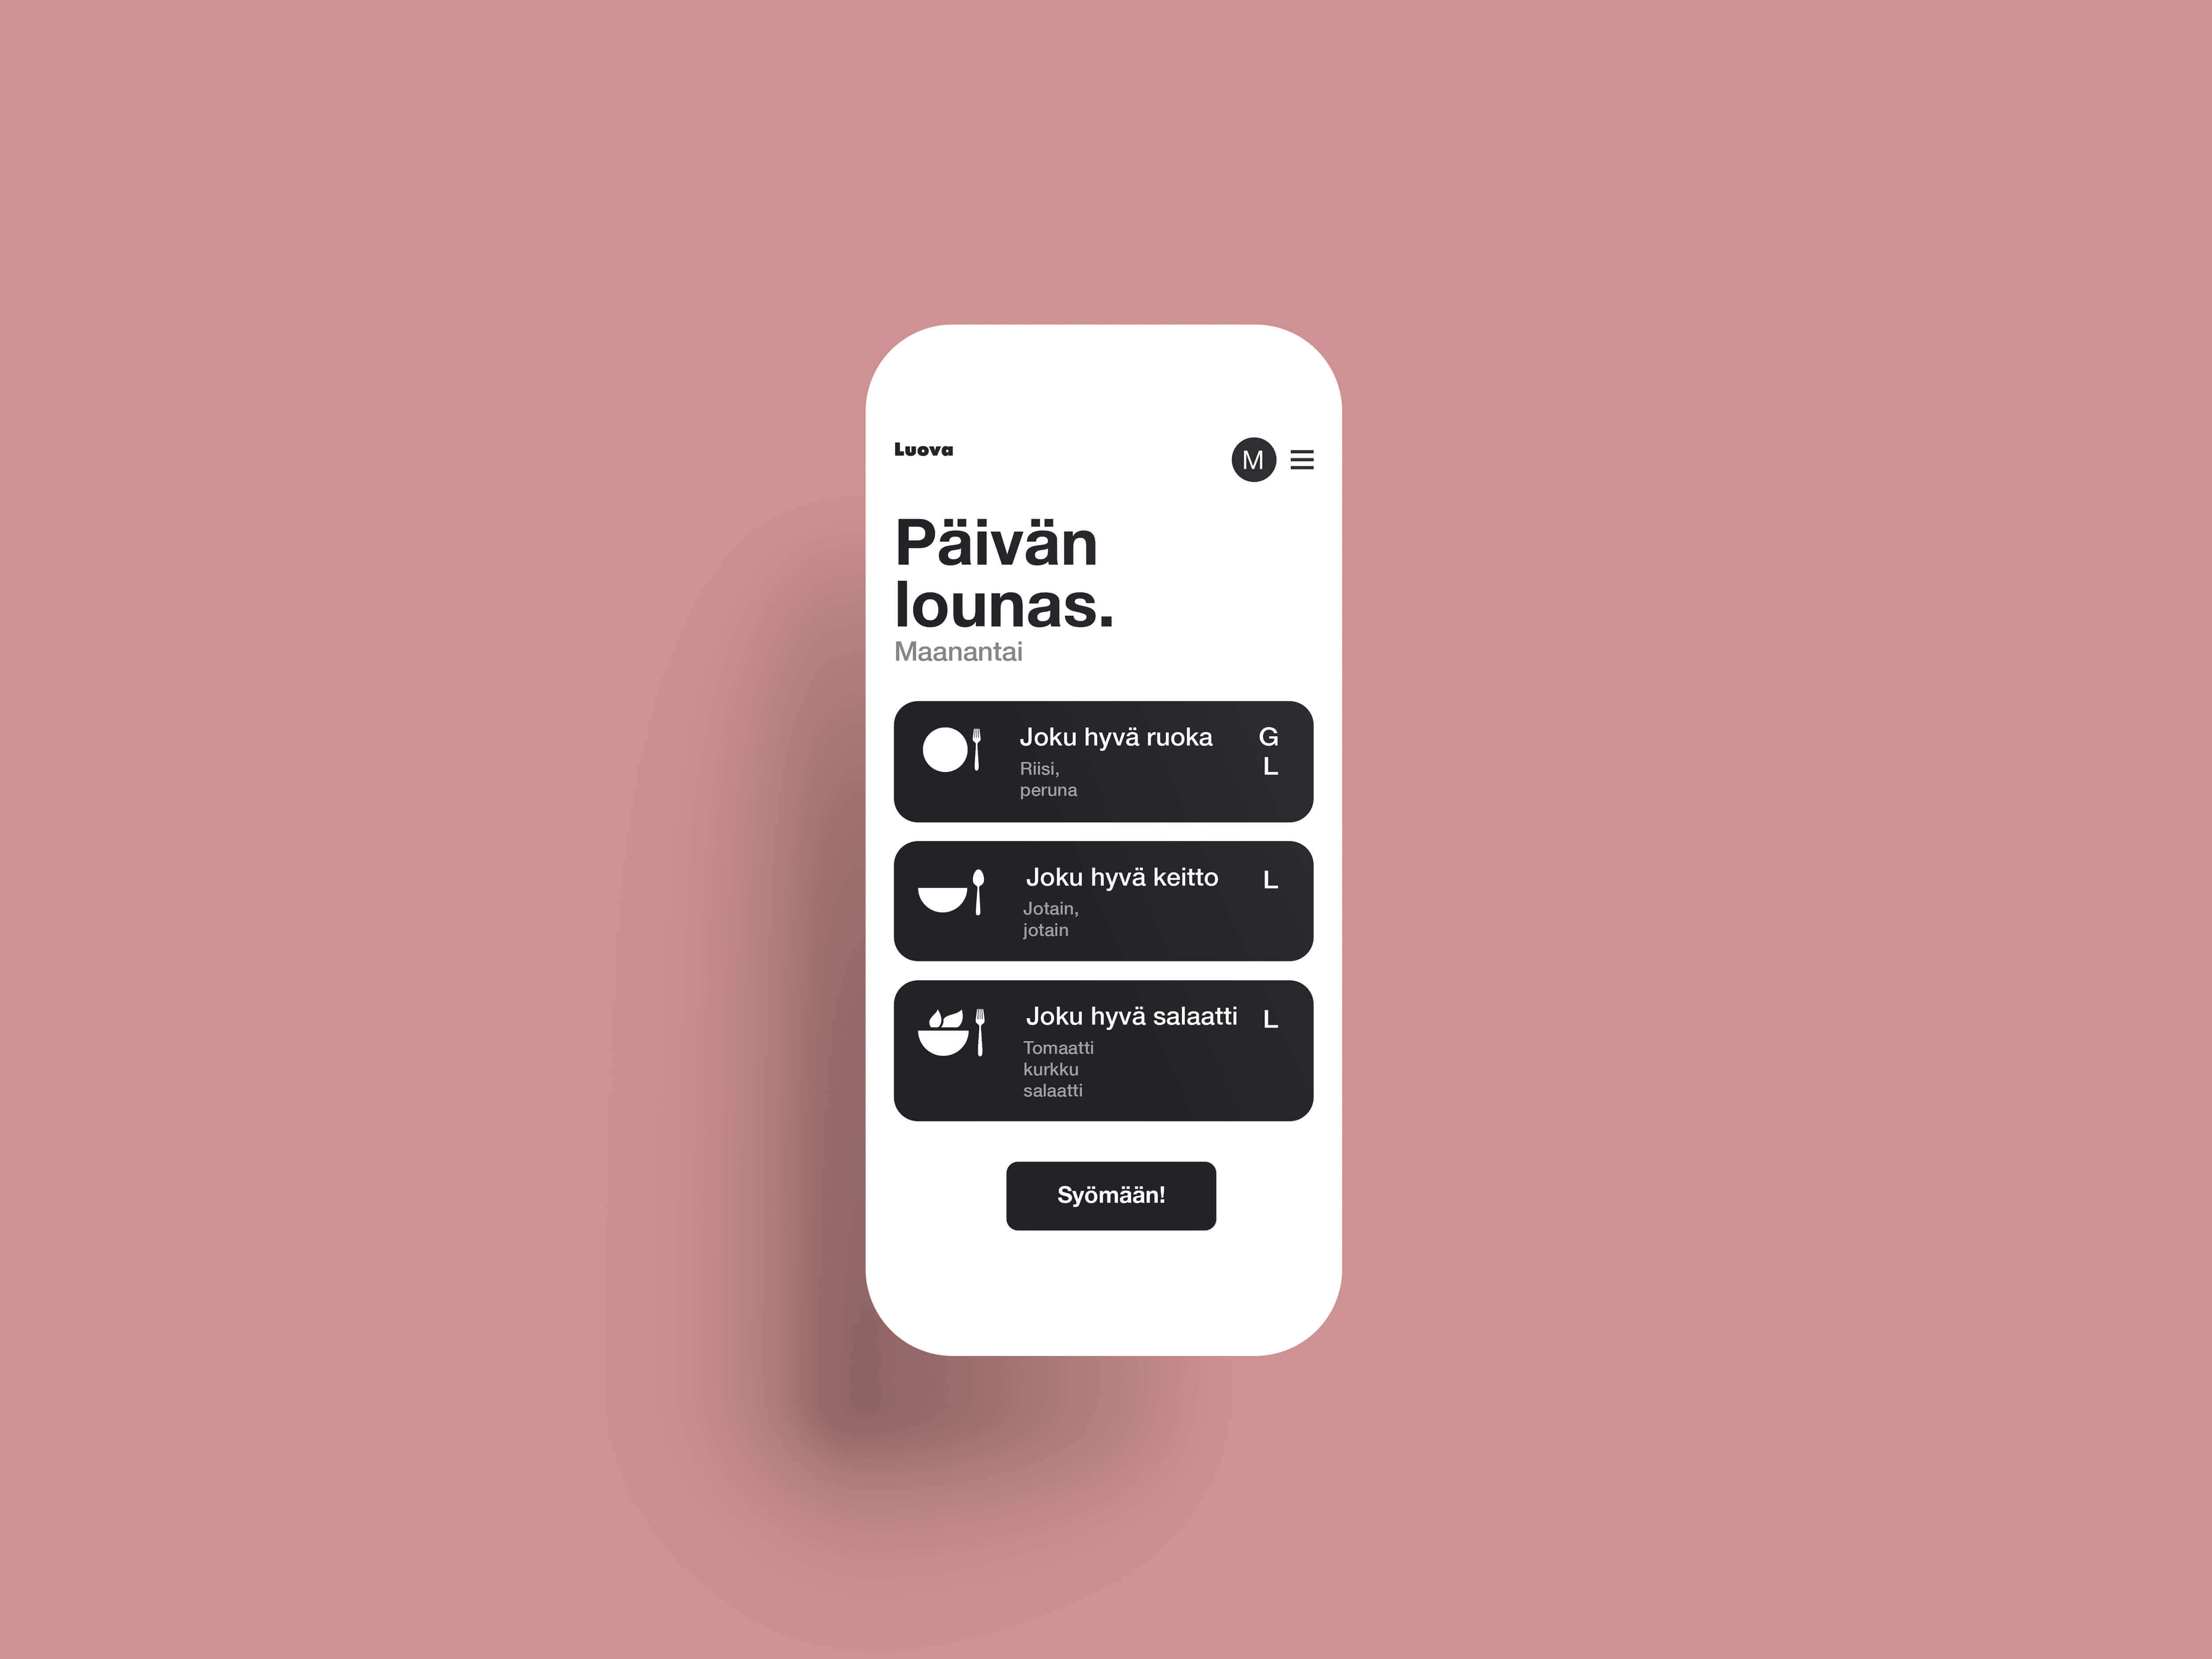 Luova
M
Päivän
lounas.
Maanantai
Joku hyvä ruoka
G
L
Riisi,
peruna
Joku hyvä keitto
L
Jotain,
jotain
Joku hyvä salaatti
L
Tomaatti
kurkku
salaatti
Syömään!